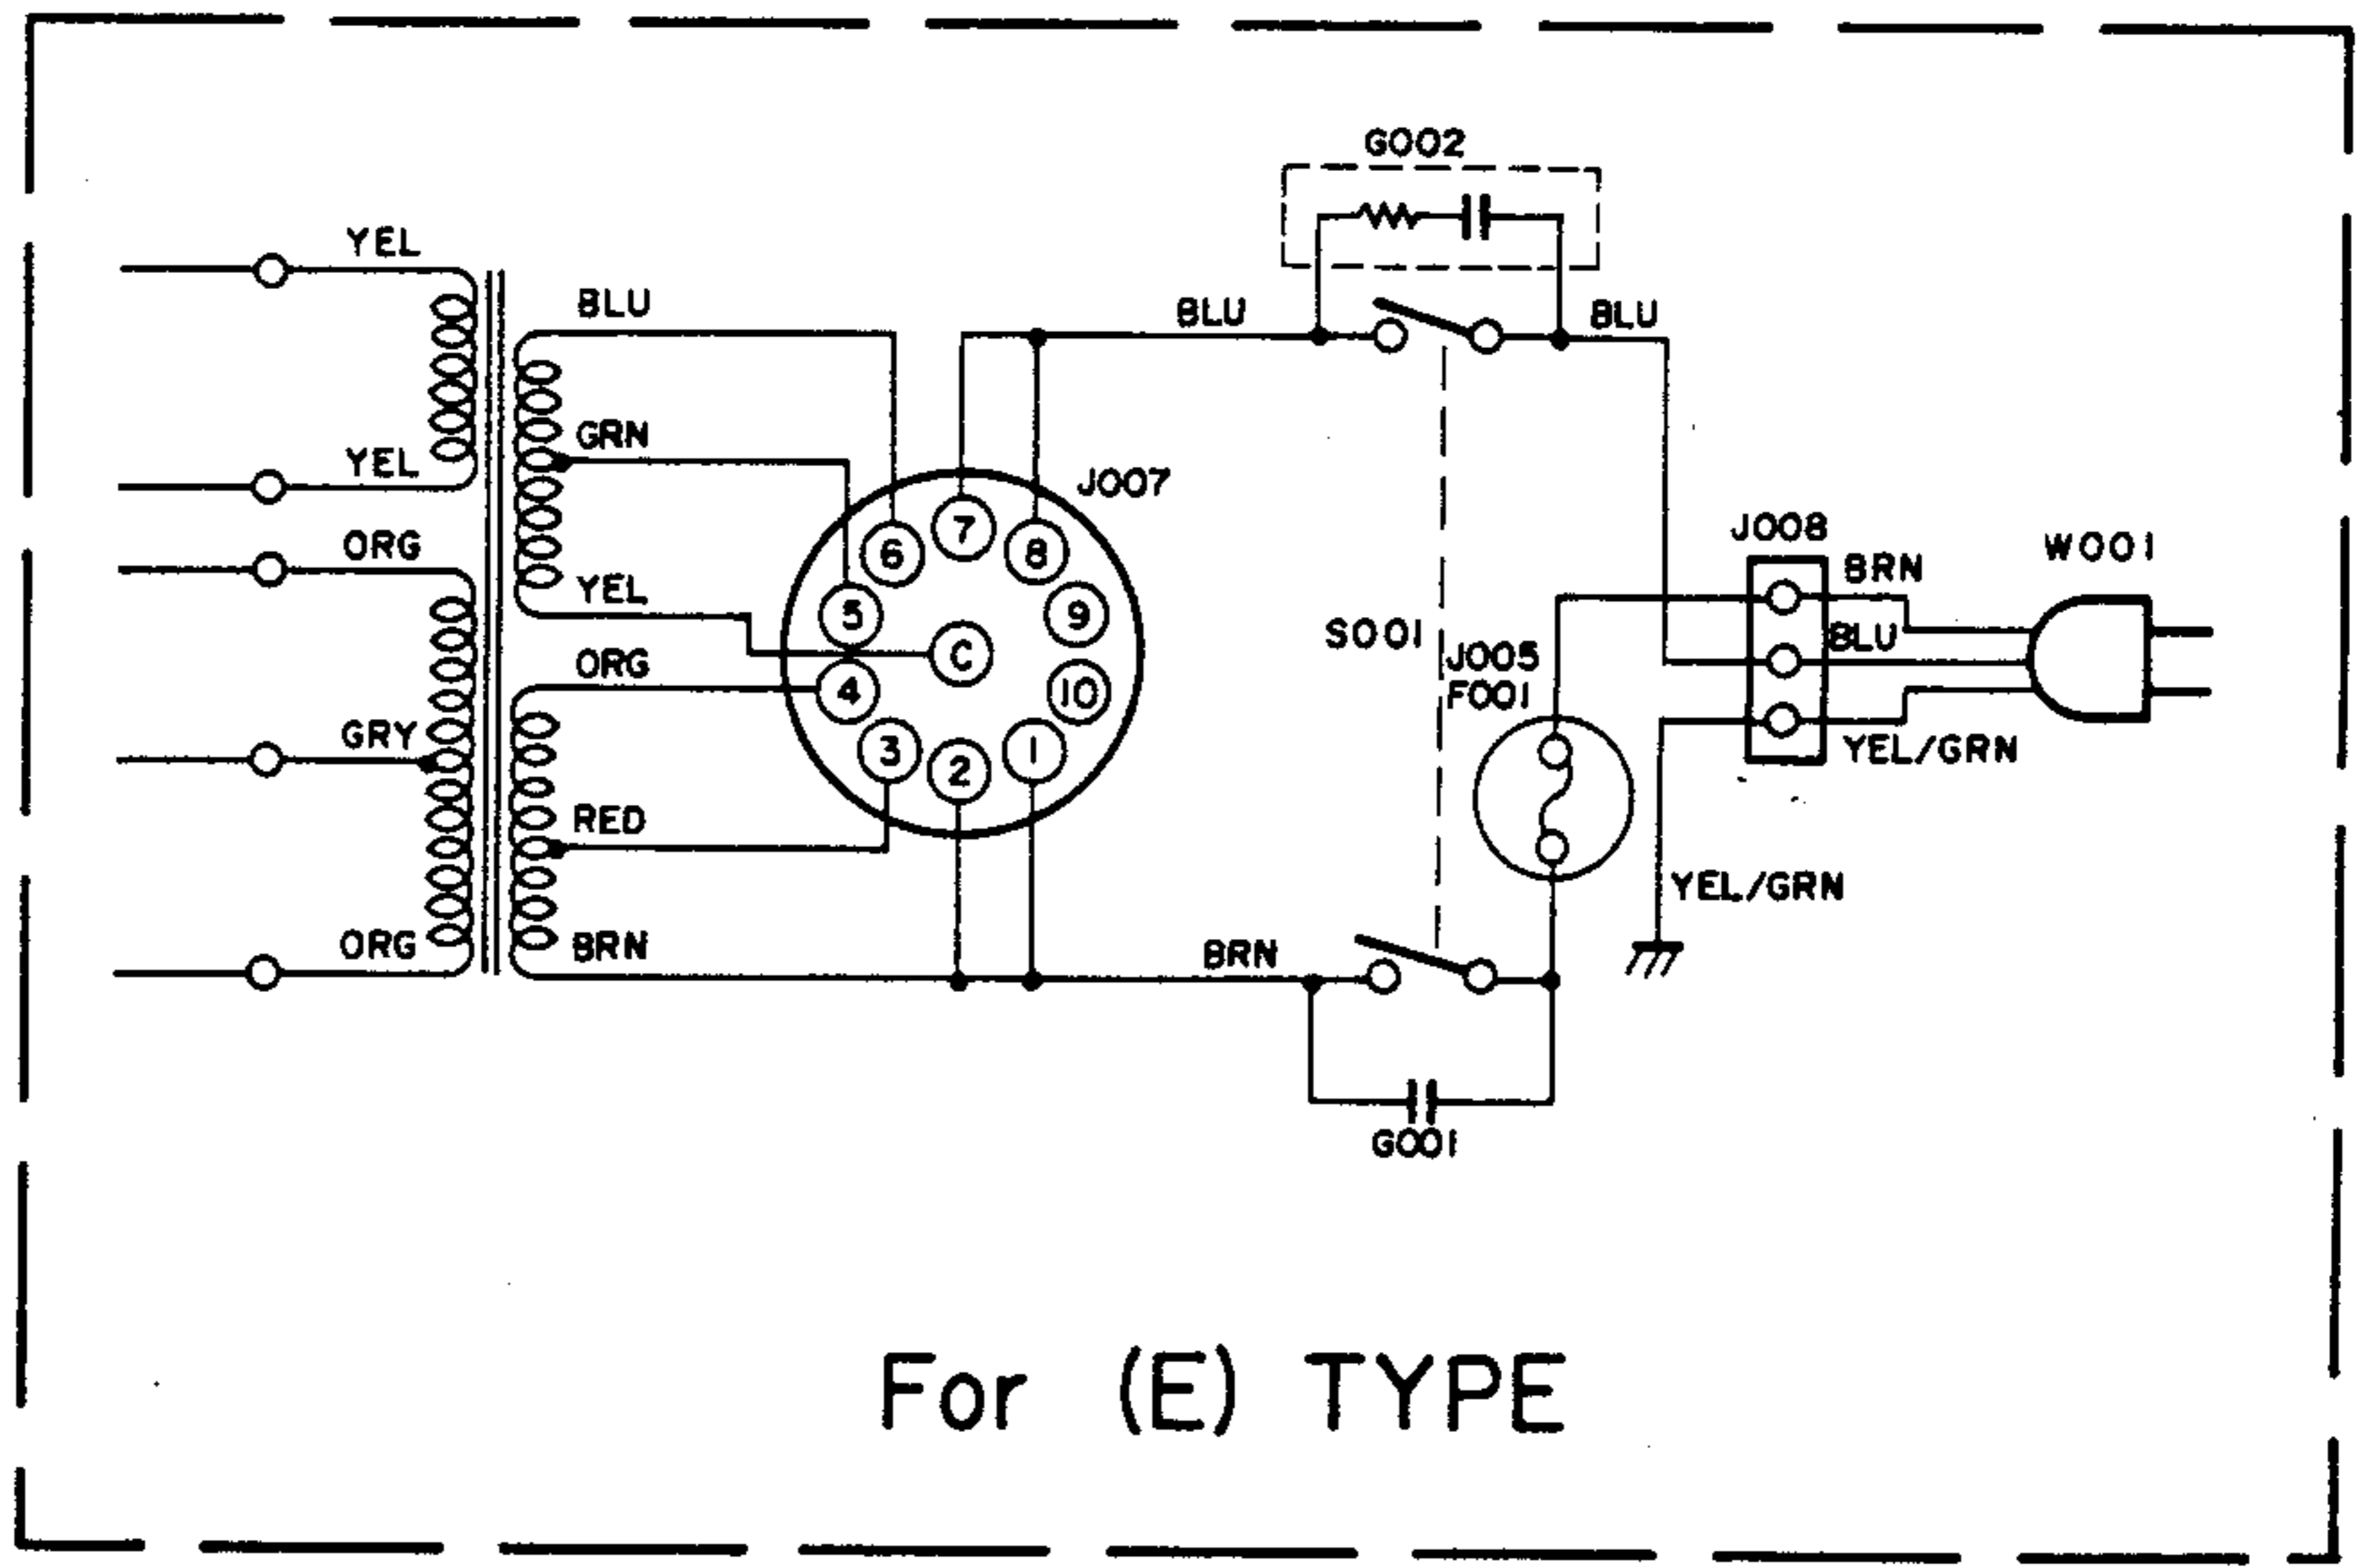 G002
YEL
BLU
BLU
BLU
GRN
YEL
J007
7
6
8
ORG
J008
W001
BRN
YEL
5
9
S001
BLU
C
ORG
J005
4
10
F001
GRY
3
1
YEL/GRN
2
RED
YEL/GRN
ORG
BRN
BRN
G001
For (E) TYPE